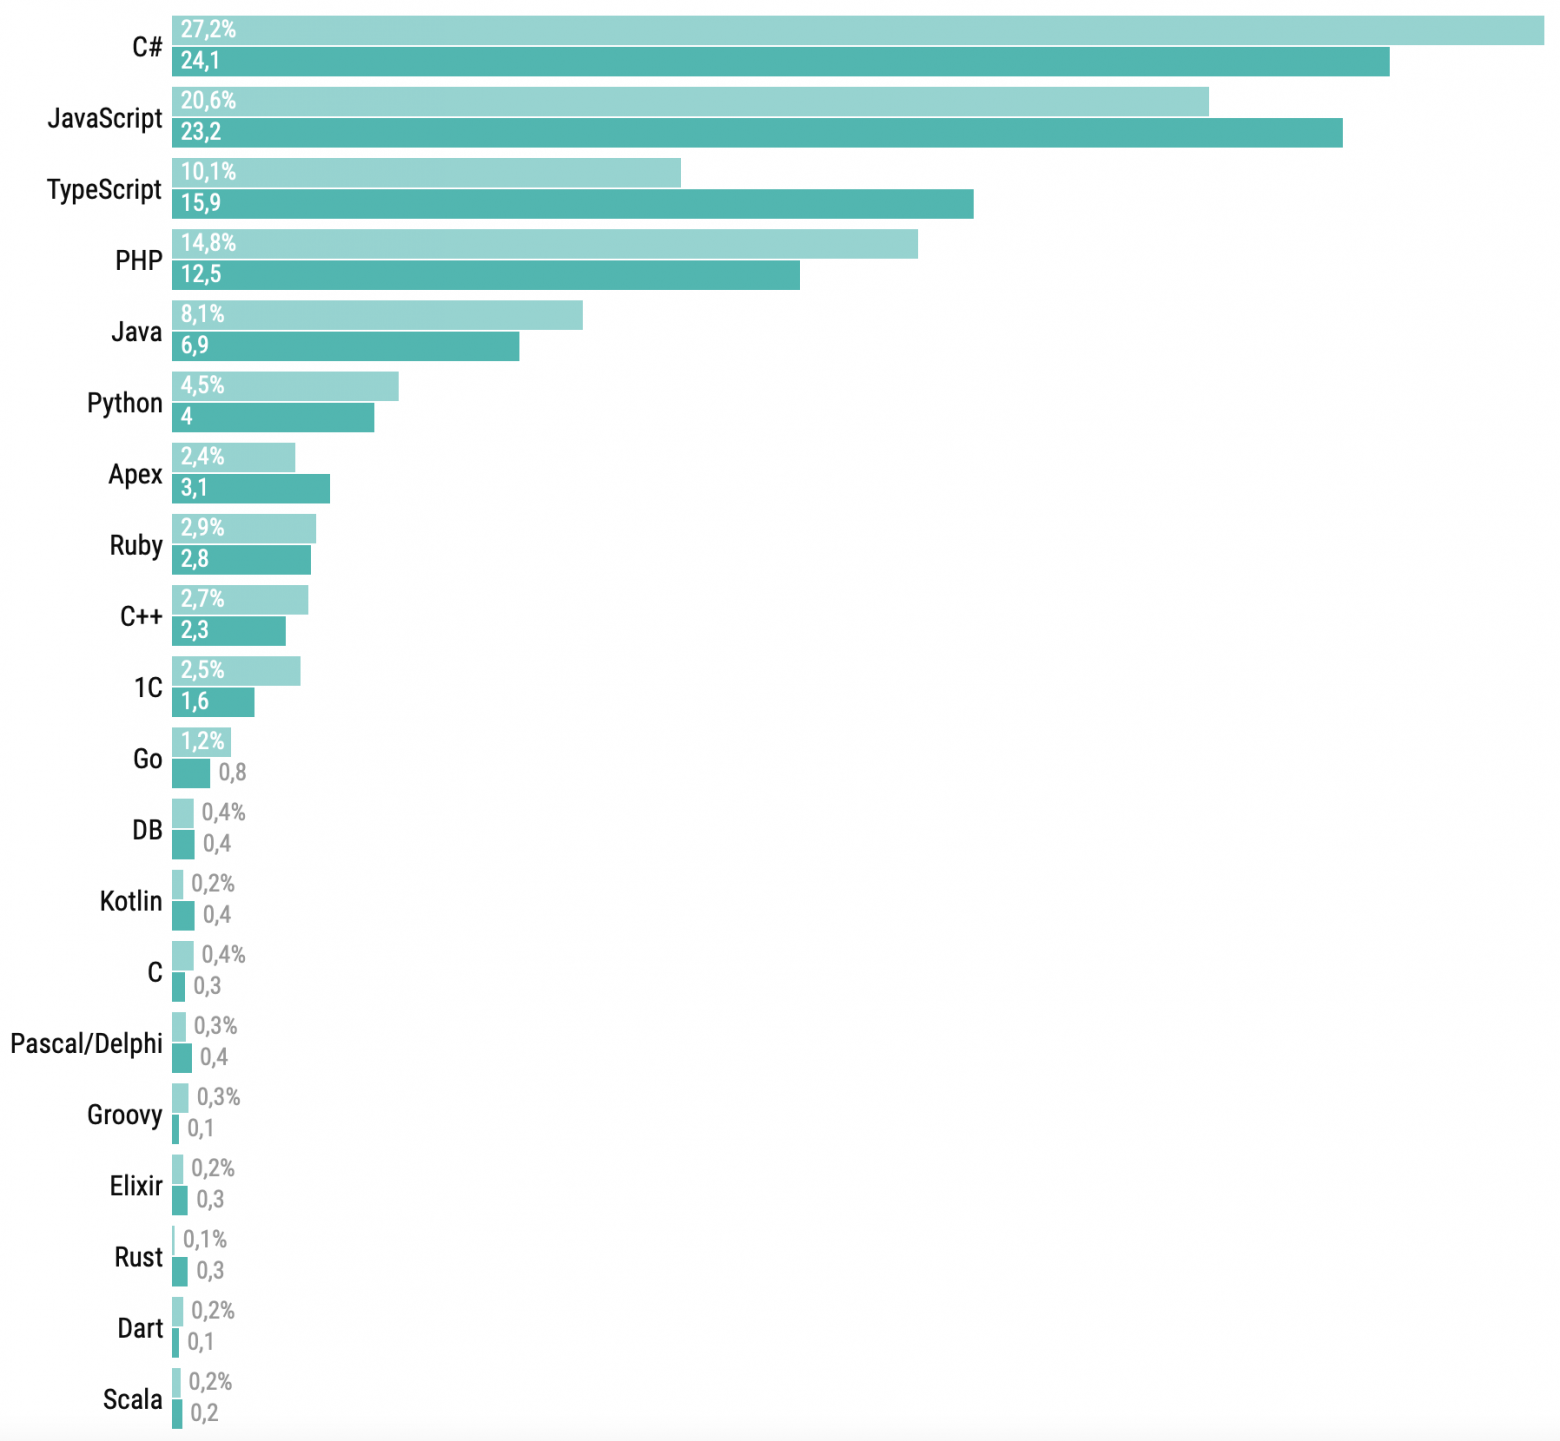 27,2%
C#
24,1
20,6%
JavaScript
23,2
10,1%
TypeScript
15,9
14,8%
PHP
12,5
8,1%
Java
6,9
4,5%
Python
4
2,4%
Apex
3,1
2,9%
Ruby
2,8
2,7%
C++
2,3
2,5%
1C
1,6
1,2%
Go
0,8
0,4%
DB
0,4
0,2%
Kotlin
0,4
0,4%
C
0,3
0,3%
Pascal/Delphi
0,4
0,3%
Groovy
0,1
0,2%
Elixir
0,3
0,1%
Rust
0,3
0,2%
Dart
0,1
0,2%
Scala
0,2